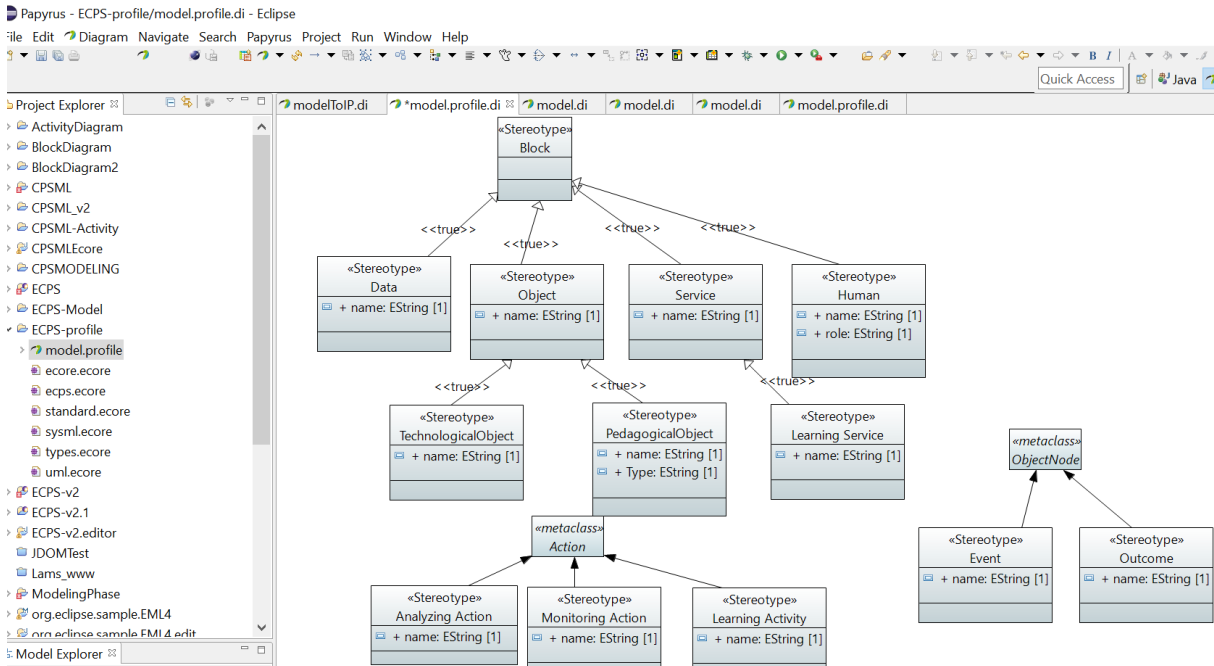 Papyrus - ECPS-profile/model.profile.di - Eclipse
File Edit Diagram Navigate Search Papyrus Project Run Window Help
B I A
Quick Access Java
Project Explorer modelToIP.di *model.profile.di model.di model.di model.di model.profile.di
ActivityDiagram
BlockDiagram
BlockDiagram2
CPSML
CPSML_v2
CPSML-Activity
CPSMLEcore
CPSMODELING
ECPS
ECPS-Model
ECPS-profile
model.profile
ecore.ecore
ecps.ecore
standard.ecore
sysml.ecore
types.ecore
uml.ecore
ECPS-v2
ECPS-v2.1
ECPS-v2.editor
JDOMTest
Lams_www
ModelingPhase
org.eclipse.sample.EML4
org.eclipse.sample.EML4.edit
Model Explorer
«Stereotype»
Block
<<true>> <<true>> <<true>> <<true>>
«Stereotype»
Data
+ name: EString [1]
«Stereotype»
Object
+ name: EString [1]
«Stereotype»
Service
+ name: EString [1]
«Stereotype»
Human
+ name: EString [1]
+ role: EString [1]
<<true>> <<true>> <<true>>
«Stereotype»
TechnologicalObject
+ name: EString [1]
«Stereotype»
PedagogicalObject
+ name: EString [1]
+ Type: EString [1]
«Stereotype»
Learning Service
+ name: EString [1]
«metaclass»
ObjectNode
«metaclass»
Action
«Stereotype»
Event
+ name: EString [1]
«Stereotype»
Outcome
+ name: EString [1]
«Stereotype»
Analyzing Action
+ name: EString [1]
«Stereotype»
Monitoring Action
+ name: EString [1]
«Stereotype»
Learning Activity
+ name: EString [1]